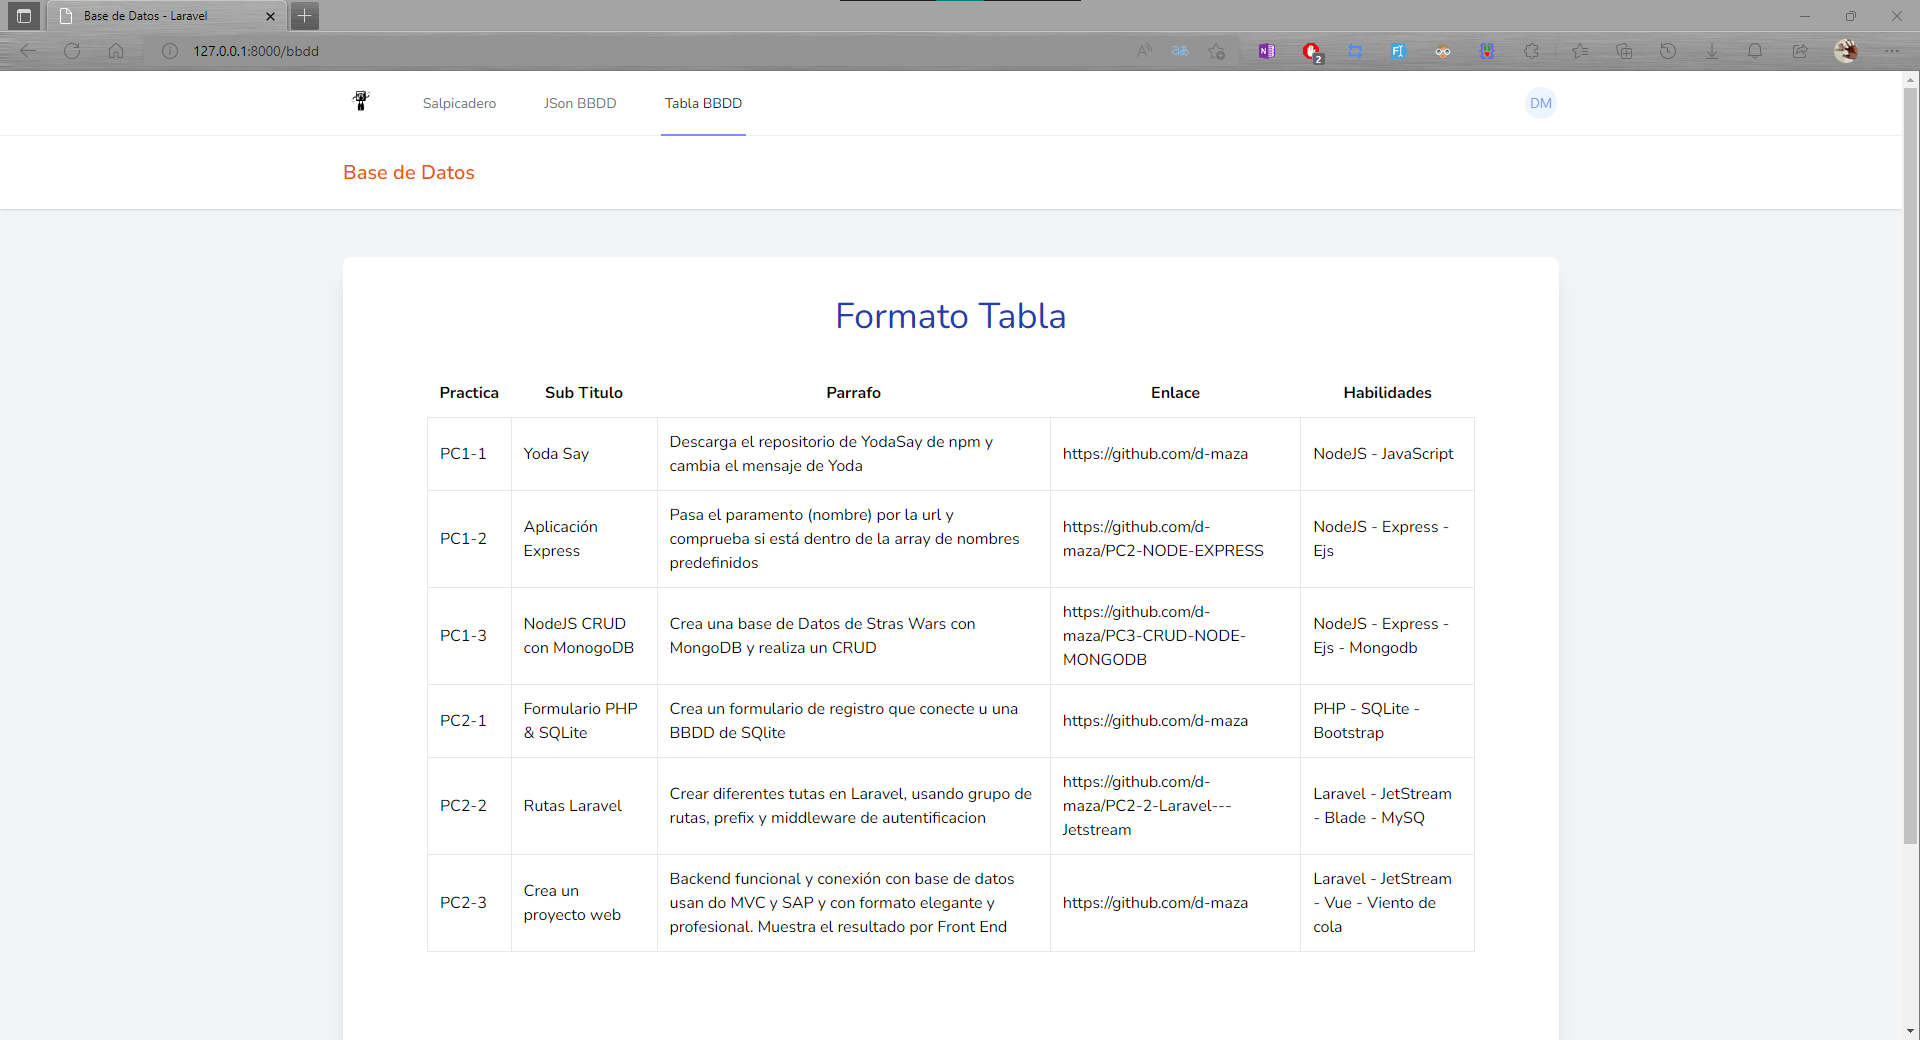 Base de Datos - Laravel
127.0.0.1:8000/bbdd
2
Salpicadero
JSon BBDD
Tabla BBDD
DM
Base de Datos
Formato Tabla
Practica
Sub Titulo
Parrafo
Enlace
Habilidades
PC1-1
Yoda Say
Descarga el repositorio de YodaSay de npm y
cambia el mensaje de Yoda
https://github.com/d-maza
NodeJS - JavaScript
PC1-2
Aplicación
Express
Pasa el paramento (nombre) por la url y
comprueba si está dentro de la array de nombres
predefinidos
https://github.com/d-
maza/PC2-NODE-EXPRESS
NodeJS - Express -
Ejs
PC1-3
NodeJS CRUD
con MonogoDB
Crea una base de Datos de Stras Wars con
MongoDB y realiza un CRUD
https://github.com/d-
maza/PC3-CRUD-NODE-
MONGODB
NodeJS - Express -
Ejs - Mongodb
PC2-1
Formulario PHP
& SQLite
Crea un formulario de registro que conecte u una
BBDD de SQlite
https://github.com/d-maza
PHP - SQLite -
Bootstrap
PC2-2
Rutas Laravel
Crear diferentes tutas en Laravel, usando grupo de
rutas, prefix y middleware de autentificacion
https://github.com/d-
maza/PC2-2-Laravel---
Jetstream
Laravel - JetStream
- Blade - MySQ
PC2-3
Crea un
proyecto web
Backend funcional y conexión con base de datos
usan do MVC y SAP y con formato elegante y
profesional. Muestra el resultado por Front End
https://github.com/d-maza
Laravel - JetStream
- Vue - Viento de
cola